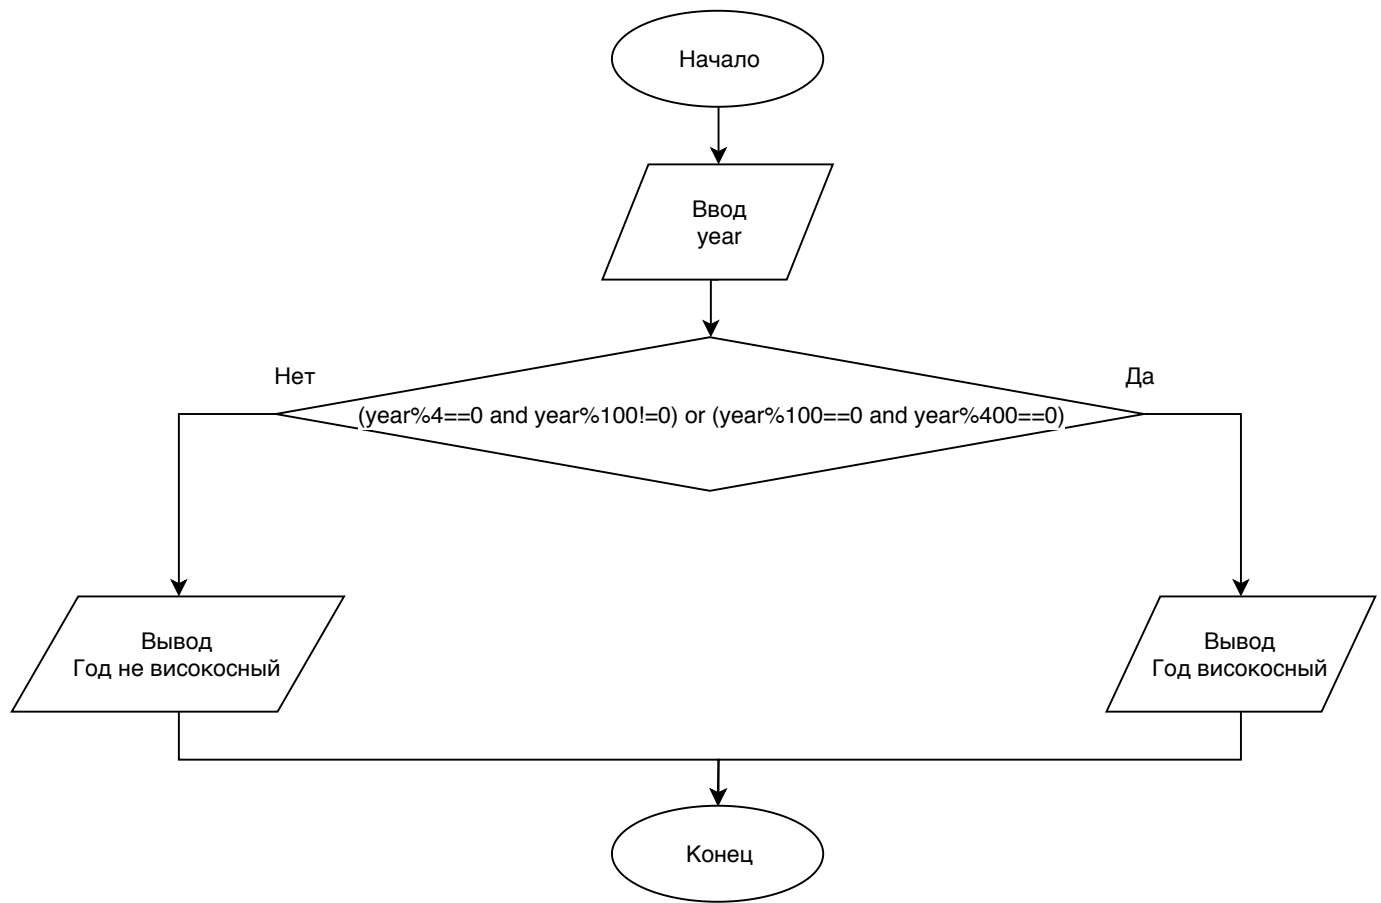 Начало
Ввод
year
Нет
Да
(year%4==0 and year%100!=0) or (year%100==0 and year%400==0)
Вывод
Год не високосный
Вывод
Год високосный
Конец